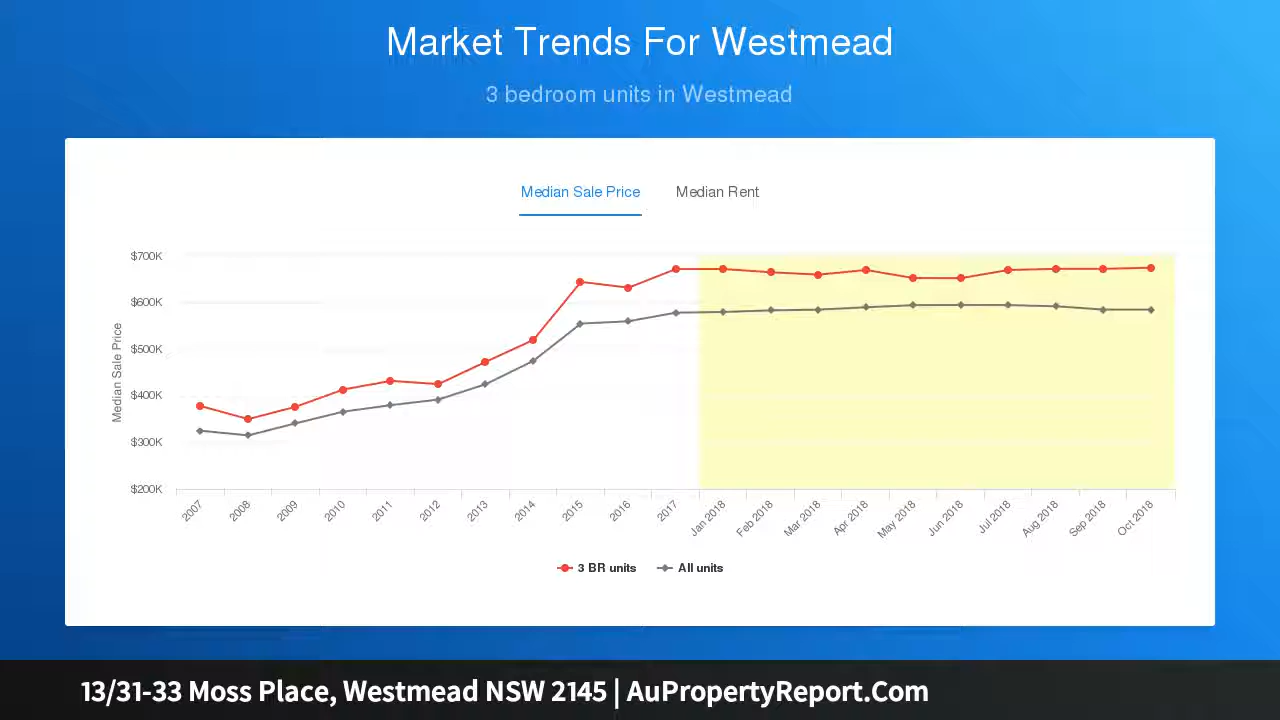 Market Trends For Westmead
3 bedroom units in Westmead
Median Sale Price Median Rent
$700K
$600K
$500K
$400K
$300K
$200K
Median Sale Price
2007 2008 2009 2010 2011 2012 2013 2014 2015 2016 2017 Jan 2018 Feb 2018 Mar 2018 Apr 2018 May 2018 Jun 2018 Jul 2018 Aug 2018 Sep 2018 Oct 2018
3 BR units All units
13/31-33 Moss Place, Westmead NSW 2145 | AuPropertyReport.Com